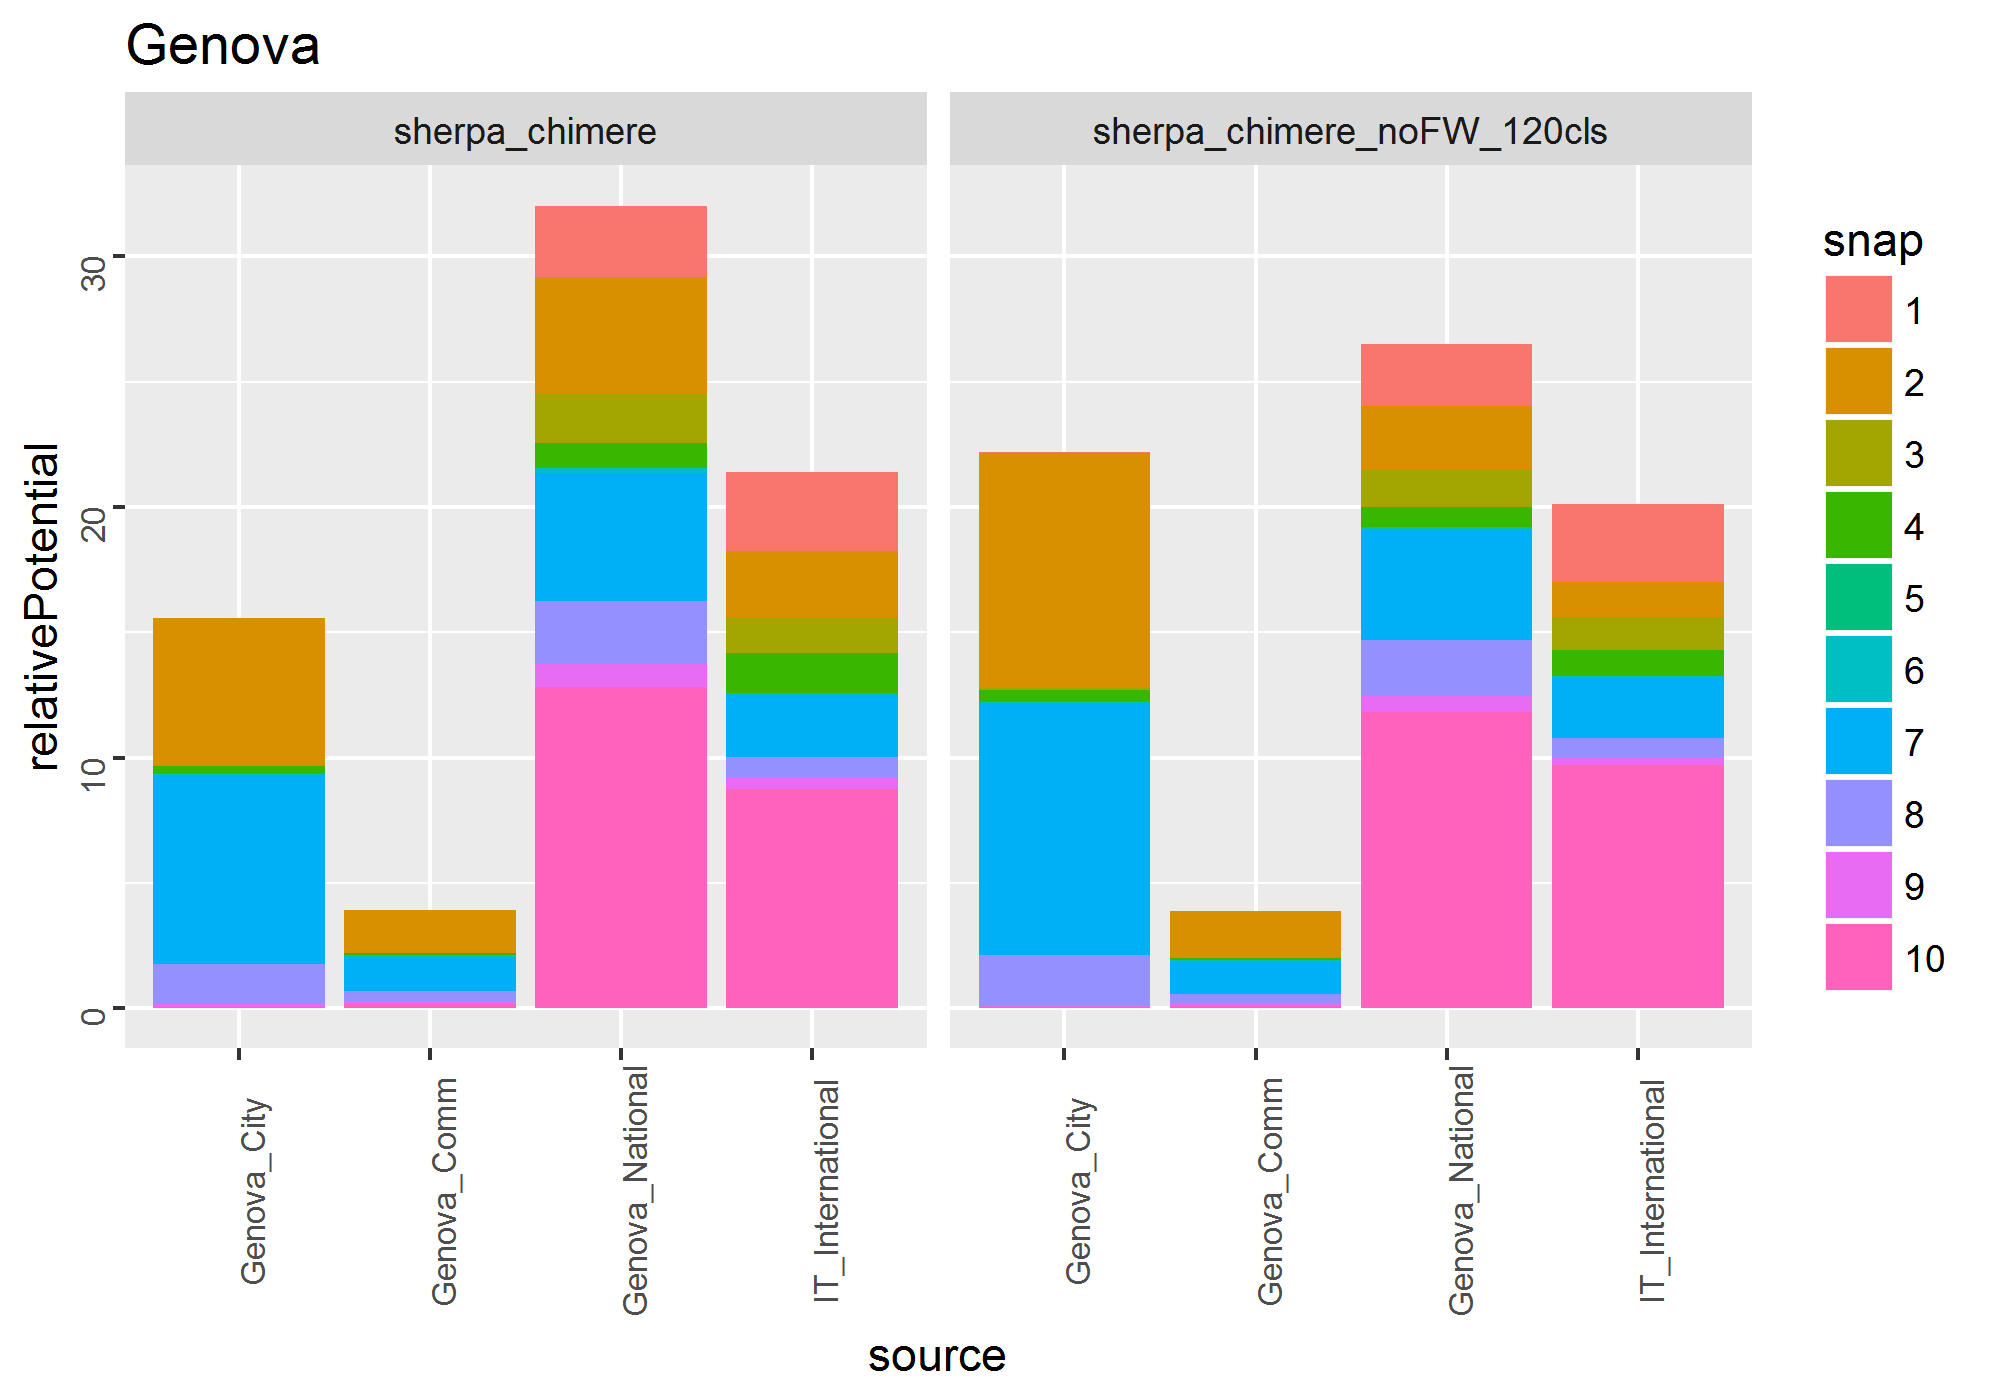 Genova
sherpa_chimere
sherpa_chimere_noFW_120cls
relativePotential
30
20
10
0
Genova_City
Genova_Comm
Genova_National
IT_International
Genova_City
Genova_Comm
Genova_National
IT_International
source
snap
1
2
3
4
5
6
7
8
9
10